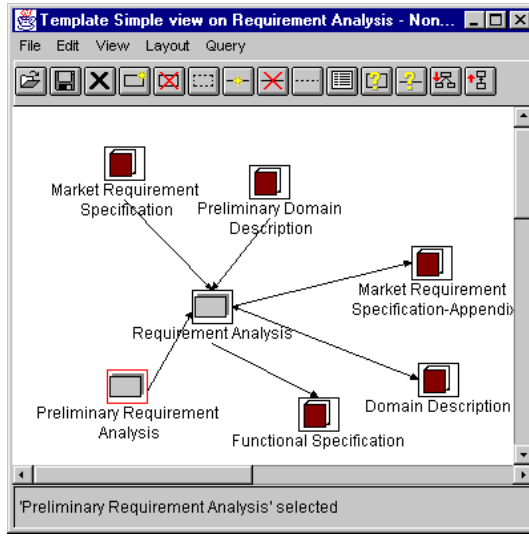 Template Simple view on Requirement Analysis - Non...
File Edit View Layout Query
Market Requirement
Specification
Preliminary Domain
Description
Market Requirement
Specification-Appendix
Requirement Analysis
Preliminary Requirement
Analysis
Functional Specification
Domain Description
'Preliminary Requirement Analysis' selected